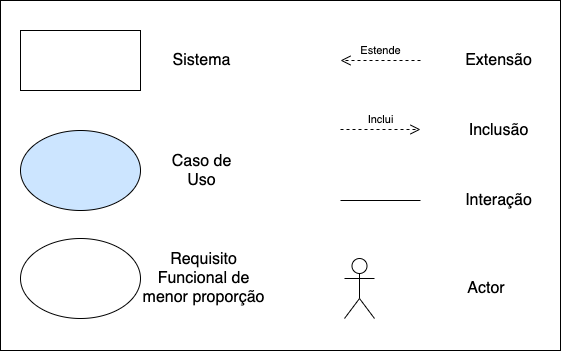 Sistema
Estende
Extensão
Caso de
Uso
Inclui
Inclusão
Interação
Requisito
Funcional de
menor proporção
Actor